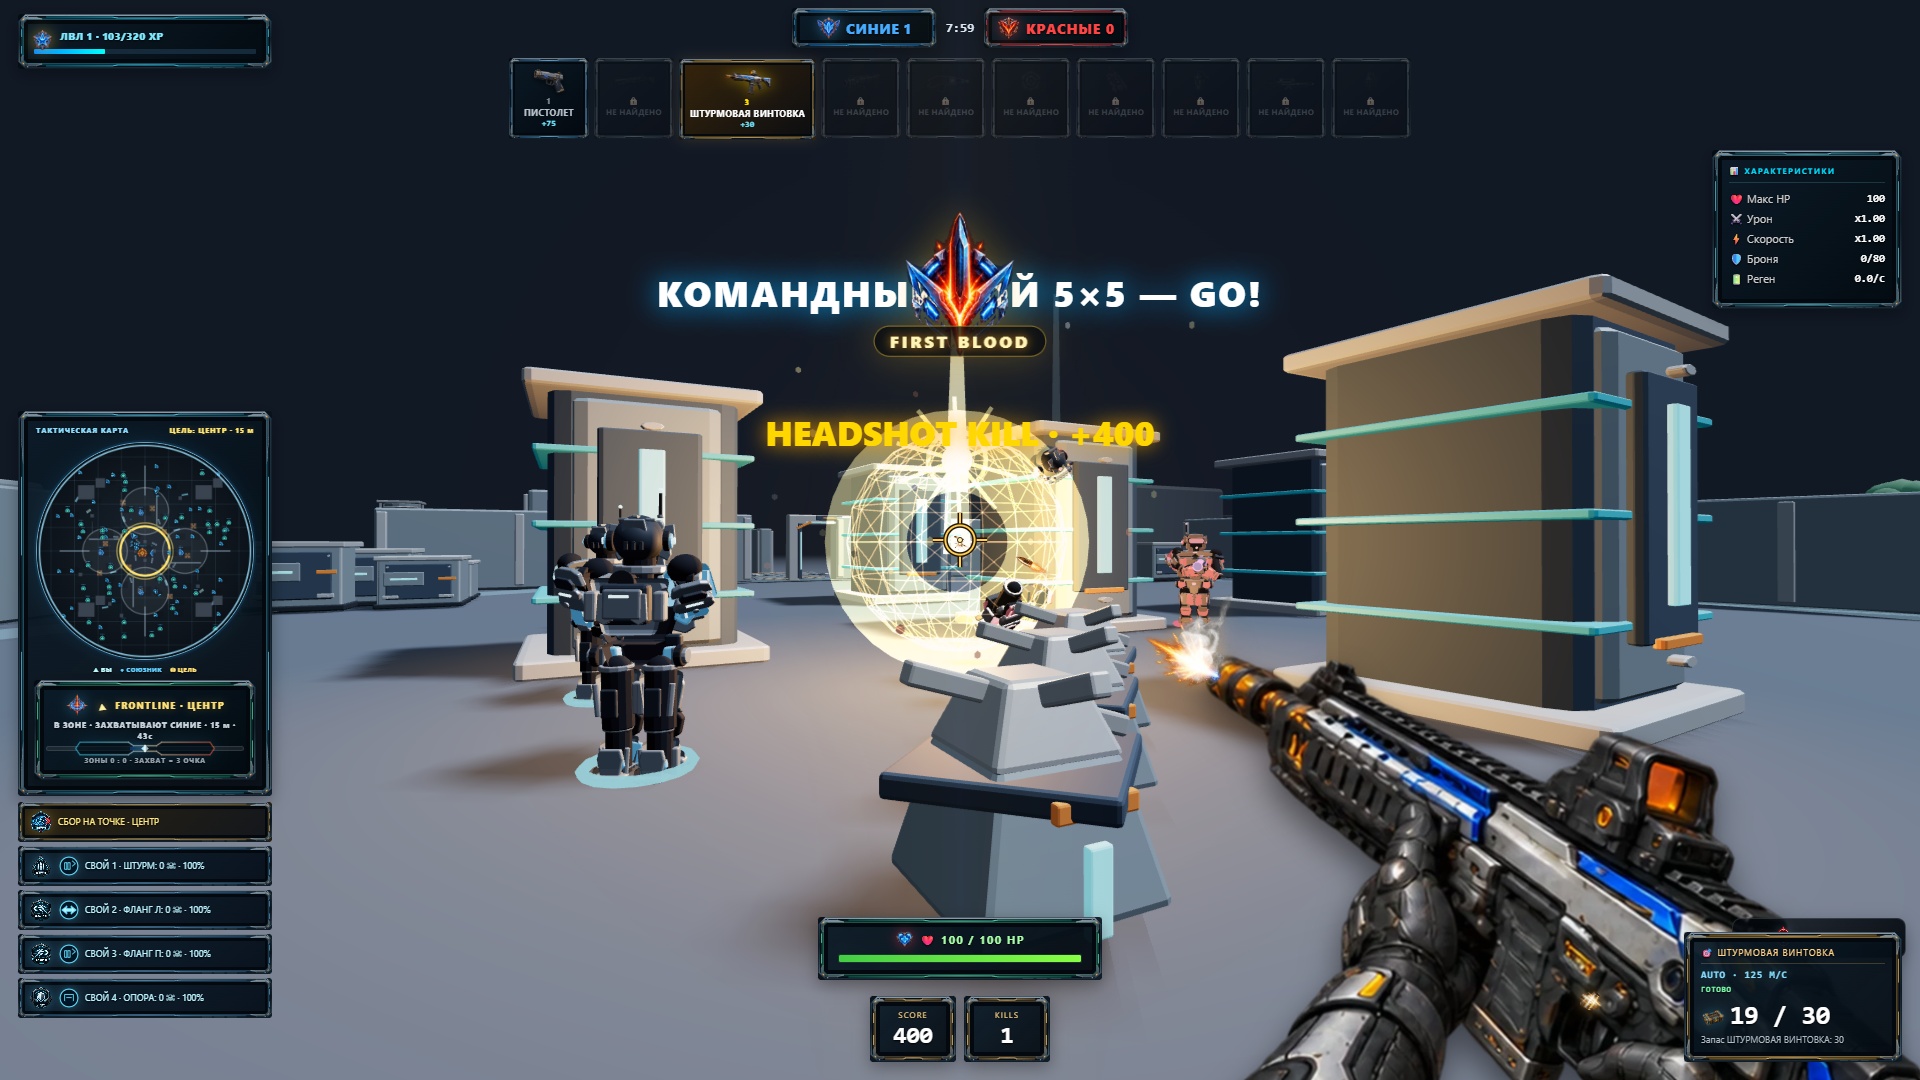 ЛВЛ 1 · 103/320 XP
СИНИЕ 1
7:59
КРАСНЫЕ 0
1
ПИСТОЛЕТ
+75
НЕ НАЙДЕНО
3
ШТУРМОВАЯ ВИНТОВКА
+30
НЕ НАЙДЕНО
НЕ НАЙДЕНО
НЕ НАЙДЕНО
НЕ НАЙДЕНО
НЕ НАЙДЕНО
НЕ НАЙДЕНО
НЕ НАЙДЕНО
ХАРАКТЕРИСТИКИ
Макс HP 100
Урон x1.00
Скорость x1.00
Броня 0/80
Реген 0.0/с
5×5 — GO!
FIRST BLOOD
HEADSHOT KILL · +400
ТАКТИЧЕСКАЯ КАРТА
ЦЕЛЬ: ЦЕНТР · 15 м
ВЫ
СОЮЗНИК
ЦЕЛЬ
FRONTLINE · ЦЕНТР
В ЗОНЕ · ЗАХВАТЫВАЮТ СИНИЕ · 15 м ·
43с
ЗОНЫ 0 : 0 · ЗАХВАТ = 3 ОЧКА
СБОР НА ТОЧКЕ · ЦЕНТР
СВОЙ 1 · ШТУРМ: 0 ☠ · 100%
СВОЙ 2 · ФЛАНГ Л: 0 ☠ · 100%
СВОЙ 3 · ФЛАНГ П: 0 ☠ · 100%
СВОЙ 4 · ОПОРА: 0 ☠ · 100%
100 / 100 HP
SCORE
400
KILLS
1
ШТУРМОВАЯ ВИНТОВКА
AUTO · 125 М/С
ГОТОВО
19 / 30
Запас ШТУРМОВАЯ ВИНТОВКА: 30